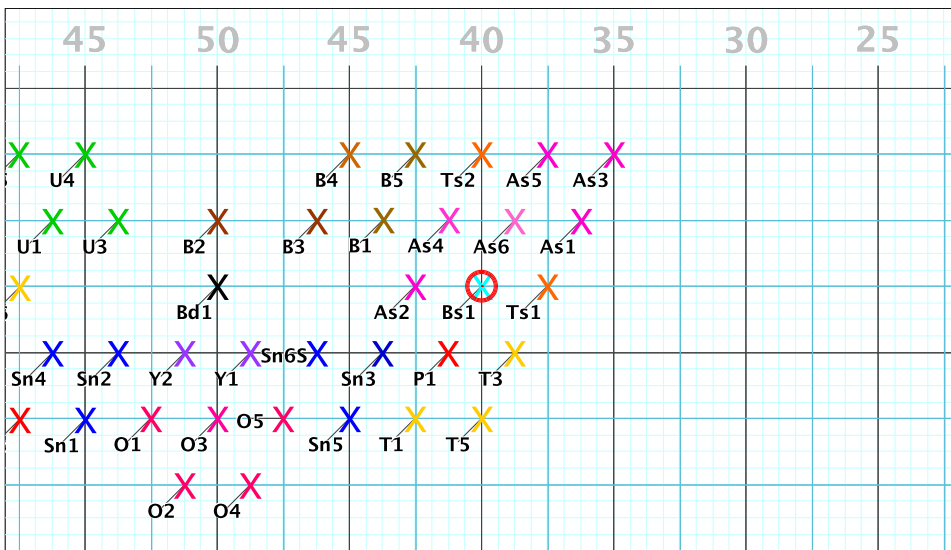 45 50 45 40 35 30 25
U4 B4 B5 Ts2 As5 As3
U1 U3 B2 B3 B1 As4 As6 As1
Bd1 As2 Bs1 Ts1
Sn4 Sn2 Y2 Y1 Sn6S Sn3 P1 T3
Sn1 O1 O3 O5 Sn5 T1 T5
O2 O4